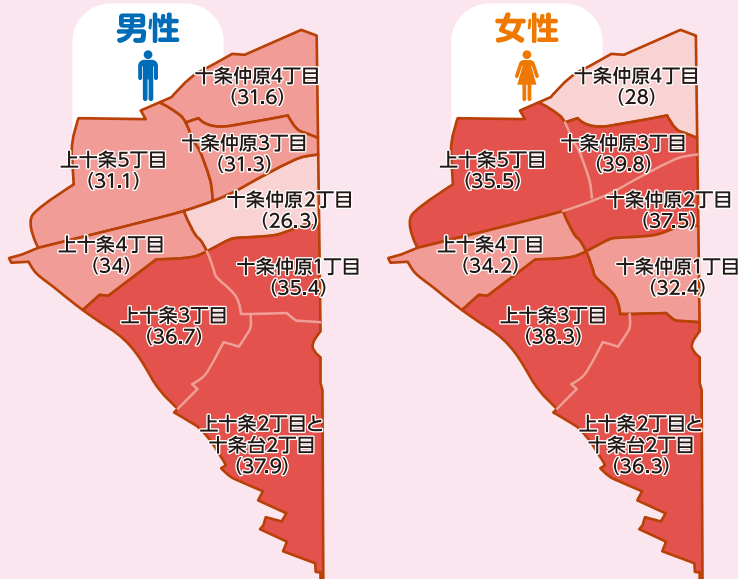 男性
十条仲原4丁目
(31.6)
十条仲原3丁目
(31.3)
上十条5丁目
(31.1)
十条仲原2丁目
(26.3)
上十条4丁目
(34)
十条仲原1丁目
(35.4)
上十条3丁目
(36.7)
上十条2丁目と
十条台2丁目
(37.9)
女性
十条仲原4丁目
(28)
十条仲原3丁目
(39.8)
上十条5丁目
(35.5)
十条仲原2丁目
(37.5)
上十条4丁目
(34.2)
十条仲原1丁目
(32.4)
上十条3丁目
(38.3)
上十条2丁目と
十条台2丁目
(36.3)